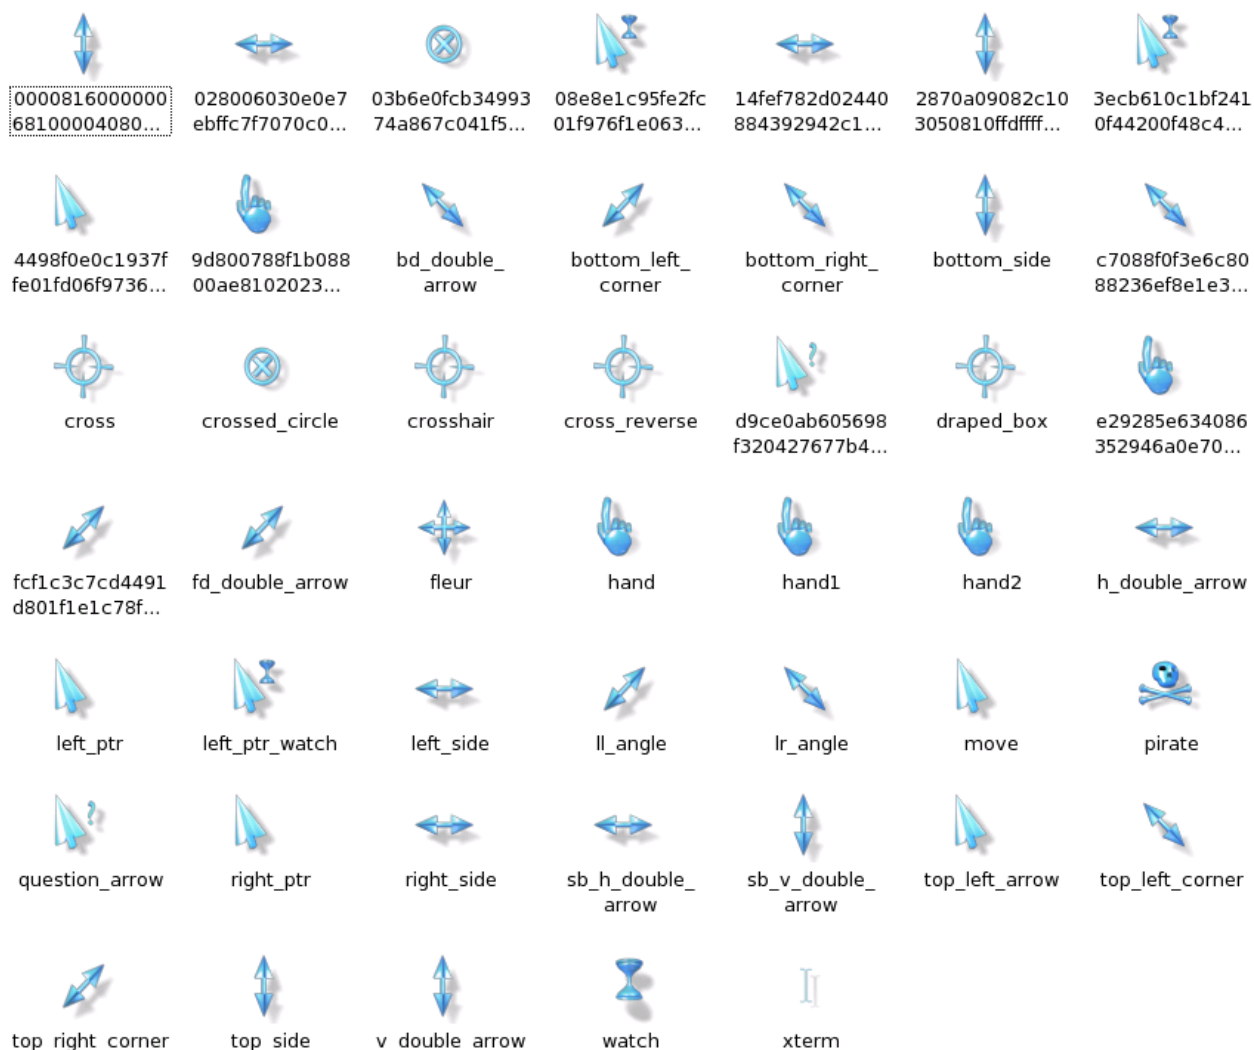 0000816000000
68100004080...
028006030e0e7
ebffc7f7070c0...
03b6e0fcb34993
74a867c041f5...
08e8e1c95fe2fc
01f976f1e063...
14fef782d02440
884392942c1...
2870a09082c10
3050810ffdffff...
3ecb610c1bf241
0f44200f48c4...
4498f0e0c1937f
fe01fd06f9736...
9d800788f1b088
00ae8102023...
bd_double_
arrow
bottom_left_
corner
bottom_right_
corner
bottom_side
c7088f0f3e6c80
88236ef8e1e3...
cross
crossed_circle
crosshair
cross_reverse
d9ce0ab605698
f320427677b4...
draped_box
e29285e634086
352946a0e70...
fcf1c3c7cd4491
d801f1e1c78f...
fd_double_arrow
fleur
hand
hand1
hand2
h_double_arrow
left_ptr
left_ptr_watch
left_side
ll_angle
lr_angle
move
pirate
question_arrow
right_ptr
right_side
sb_h_double_
arrow
sb_v_double_
arrow
top_left_arrow
top_left_corner
top_right_corner
top_side
v_double_arrow
watch
xterm